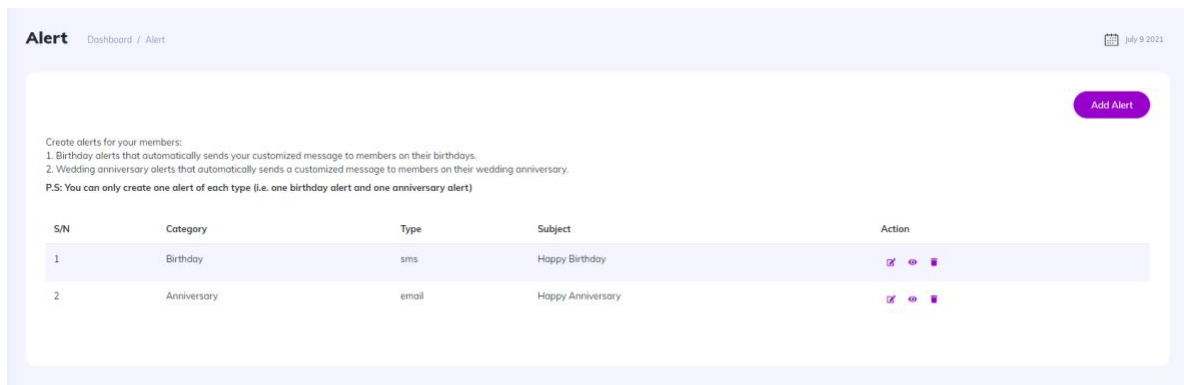 Alert Dashboard / Alert
July 9 2021
Add Alert
Create alerts for your members:
1. Birthday alerts that automatically sends your customized message to members on their birthdays.
2. Wedding anniversary alerts that automatically sends a customized message to members on their wedding anniversary.
P.S: You can only create one alert of each type (i.e. one birthday alert and one anniversary alert)
S/N Category Type Subject Action
1 Birthday sms Happy Birthday
2 Anniversary email Happy Anniversary